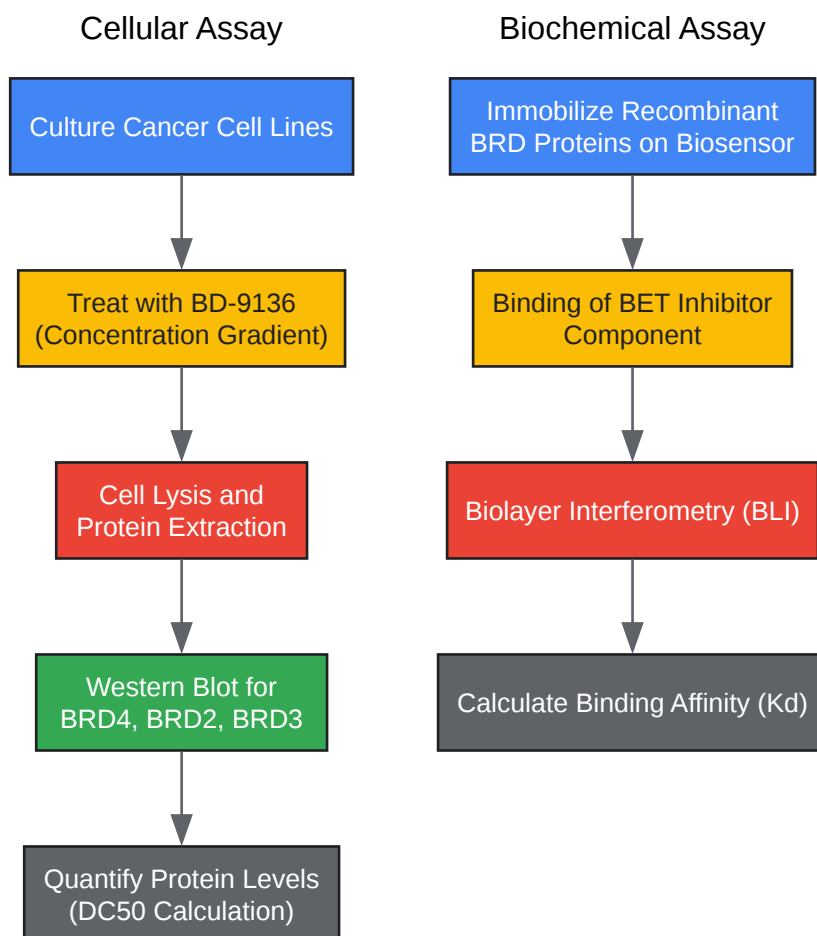 Cellular Assay
Culture Cancer Cell Lines
Treat with BD-9136
(Concentration Gradient)
Cell Lysis and
Protein Extraction
Western Blot for
BRD4, BRD2, BRD3
Quantify Protein Levels
(DC50 Calculation)
Biochemical Assay
Immobilize Recombinant
BRD Proteins on Biosensor
Binding of BET Inhibitor
Component
Biolayer Interferometry (BLI)
Calculate Binding Affinity (Kd)